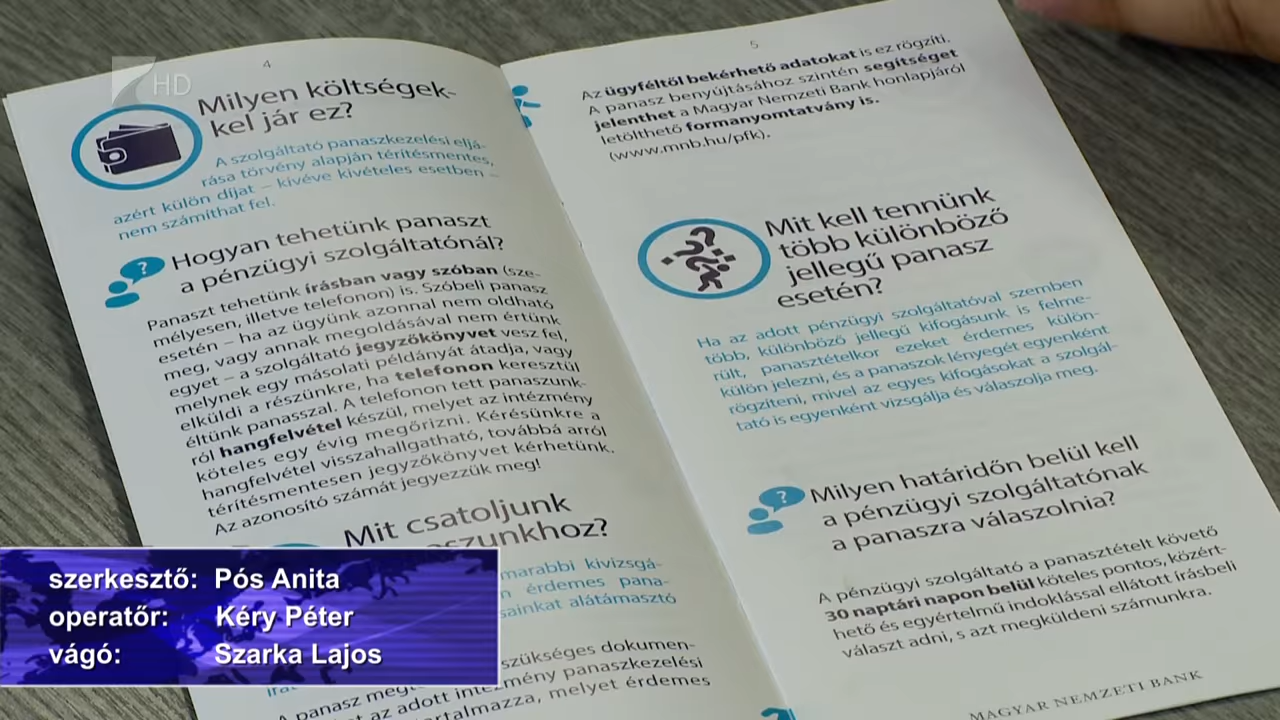 7 HD
4
Milyen költségek-
kel jár ez?
A szolgáltató panaszkezelési eljá-
rása törvény alapján térítésmentes,
azért külön díjat – kivéve kivételes esetben –
nem számíthat fel.
Hogyan tehetünk panaszt
a pénzügyi szolgáltatónál?
Panaszt tehetünk írásban vagy szóban (sze-
mélyesen, illetve telefonon) is. Szóbeli panasz
esetén – ha az ügyünk azonnal nem oldható
meg, vagy annak megoldásával nem értünk
egyet – a szolgáltató jegyzőkönyvet vesz fel,
melynek egy másolati példányát átadja, vagy
elküldi a részünkre, ha telefonon keresztül
éltünk panasszal. A telefonon tett panaszunk-
ról hangfelvétel készül, melyet az intézmény
köteles egy évig megőrizni. Kérésünkre a
hangfelvétel visszahallgatható, továbbá arról
térítésmentesen jegyzőkönyvet kérhetünk.
Az azonosító számát jegyezzük meg!
Mit csatoljunk
aszunkhoz?
marabbi kivizsgá-
n érdemes pana-
sainkat alátámasztó
szükséges dokumen-
A panasz
az adott intézmény panaszkezelési
rtalmazza, melyet érdemes
5
Az ügyféltől bekérhető adatokat is ez rögzíti.
A panasz benyújtásához szintén segítséget
jelenthet a Magyar Nemzeti Bank honlapjáról
letölthető formanyomtatvány is.
(www.mnb.hu/pfk).
Mit kell tennünk
több különböző
jellegű panasz
esetén?
Ha az adott pénzügyi szolgáltatóval szemben
több, különböző jellegű kifogásunk is felme-
rült, panasztételkor ezeket érdemes külön-
külön jelezni, és a panaszok lényegét egyenként
rögzíteni, mivel az egyes kifogásokat a szolgál-
tató is egyenként vizsgálja és válaszolja meg.
Milyen határidőn belül kell
a pénzügyi szolgáltatónak
a panaszra válaszolnia?
A pénzügyi szolgáltató a panasztételt követő
30 naptári napon belül köteles pontos, közért-
hető és egyértelmű indoklással ellátott írásbeli
választ adni, s azt megküldeni számunkra.
MAGYAR NEMZETI BANK
szerkesztő: Pós Anita
operatőr: Kéry Péter
vágó: Szarka Lajos